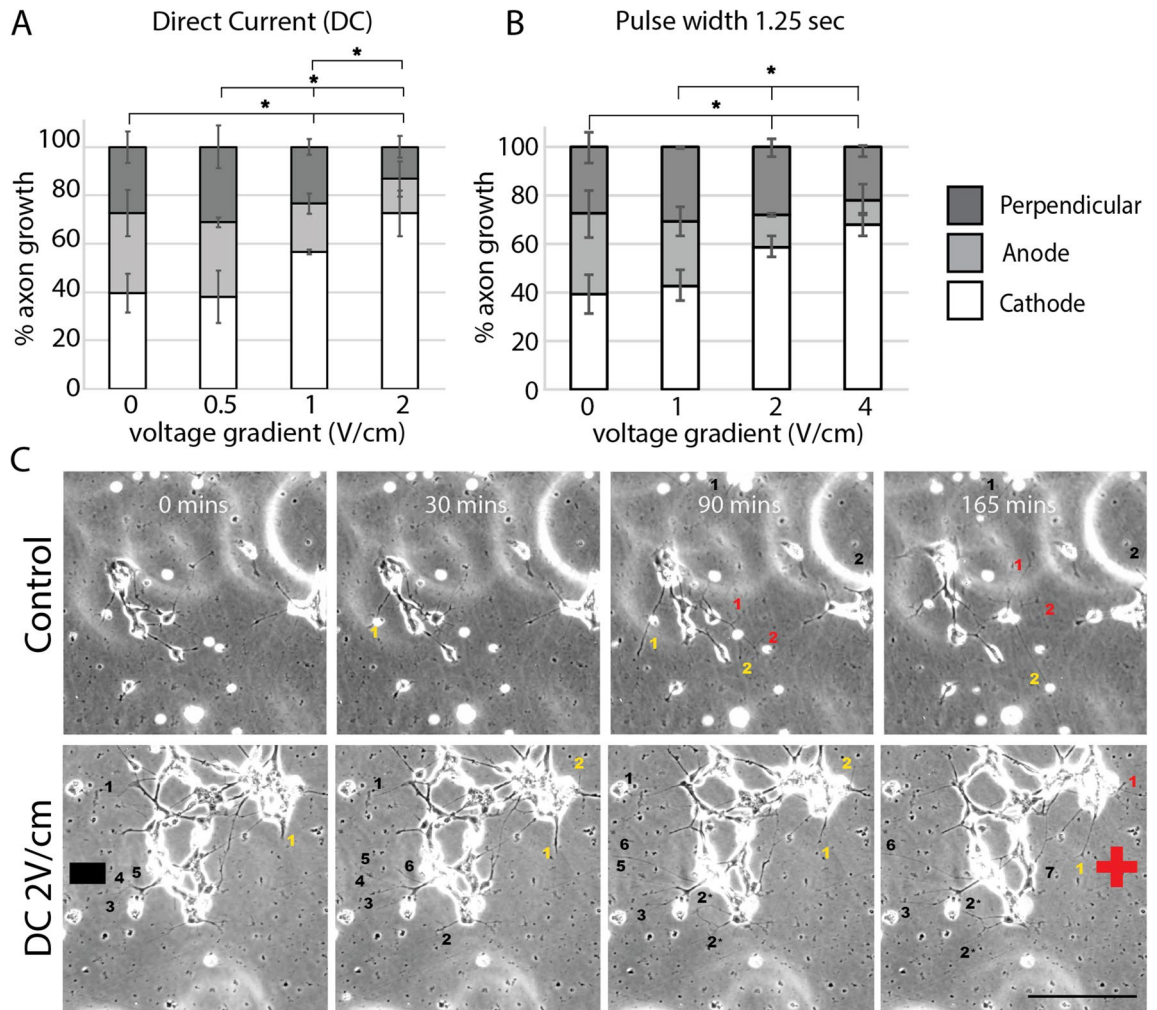 A
Direct Current (DC)
*
*
*
% axon growth
100
80
60
40
20
0
0 0.5 1 2
voltage gradient (V/cm)
B
Pulse width 1.25 sec
*
*
% axon growth
100
80
60
40
20
0
0 1 2 4
voltage gradient (V/cm)
Perpendicular
Anode
Cathode
C
Control
0 mins
30 mins
1
1
90 mins
2
1
1
2
2
165 mins
2
1
2
2
DC 2V/cm
1
1
4 5
3
2
1
1
5
6
4
3
2
2
1
6
5
1
2*
3
2*
1
6
7
1
2*
3
2*